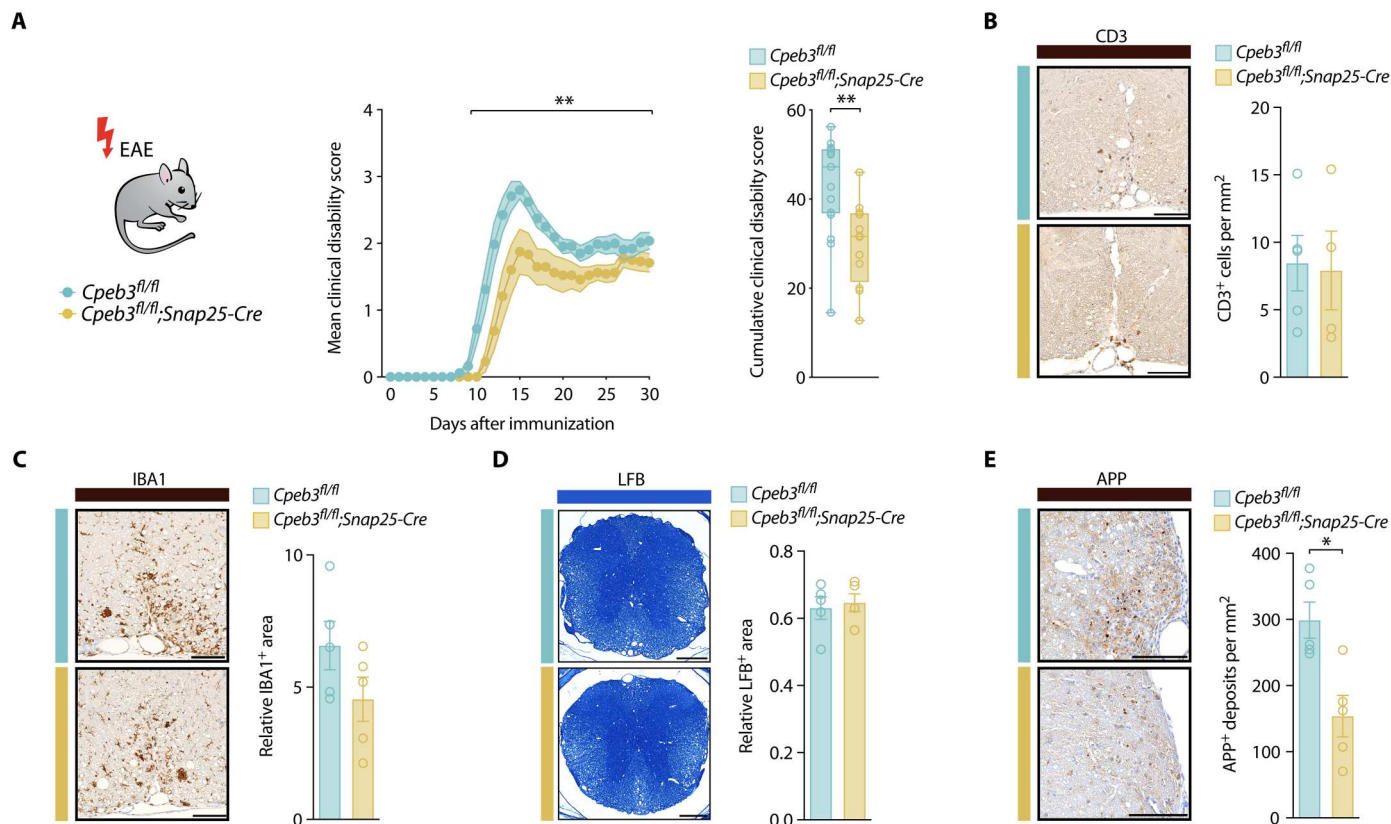 A
EAE
Cpeb3fl/fl
Cpeb3fl/fl;Snap25-Cre
Mean clinical disability score
4
3
2
1
0
**
0 5 10 15 20 25 30
Days after immunization
Cpeb3fl/fl
Cpeb3fl/fl;Snap25-Cre
Cumulative clinical disability score
60
40
20
0
**
B
CD3
Cpeb3fl/fl
Cpeb3fl/fl;Snap25-Cre
CD3+ cells per mm2
20
15
10
5
0
C
IBA1
Cpeb3fl/fl
Cpeb3fl/fl;Snap25-Cre
Relative IBA1+ area
10
5
0
D
LFB
Cpeb3fl/fl
Cpeb3fl/fl;Snap25-Cre
Relative LFB+ area
0.8
0.6
0.4
0.2
0.0
E
APP
Cpeb3fl/fl
Cpeb3fl/fl;Snap25-Cre
APP+ deposits per mm2
400
300
200
100
0
*